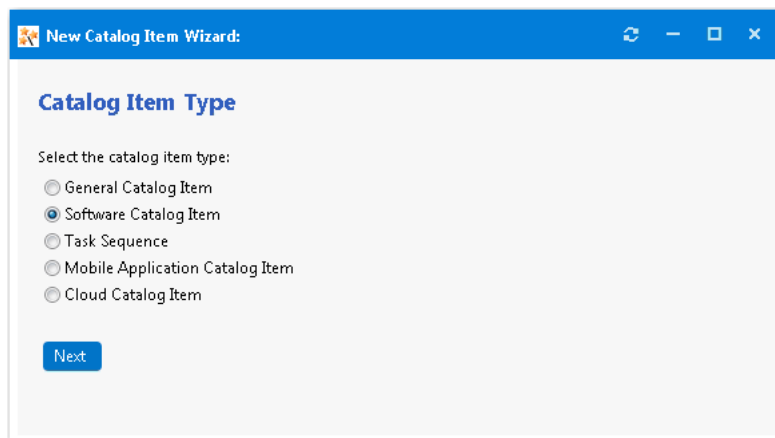 New Catalog Item Wizard:
Catalog Item Type
Select the catalog item type:
General Catalog Item
Software Catalog Item
Task Sequence
Mobile Application Catalog Item
Cloud Catalog Item
Next